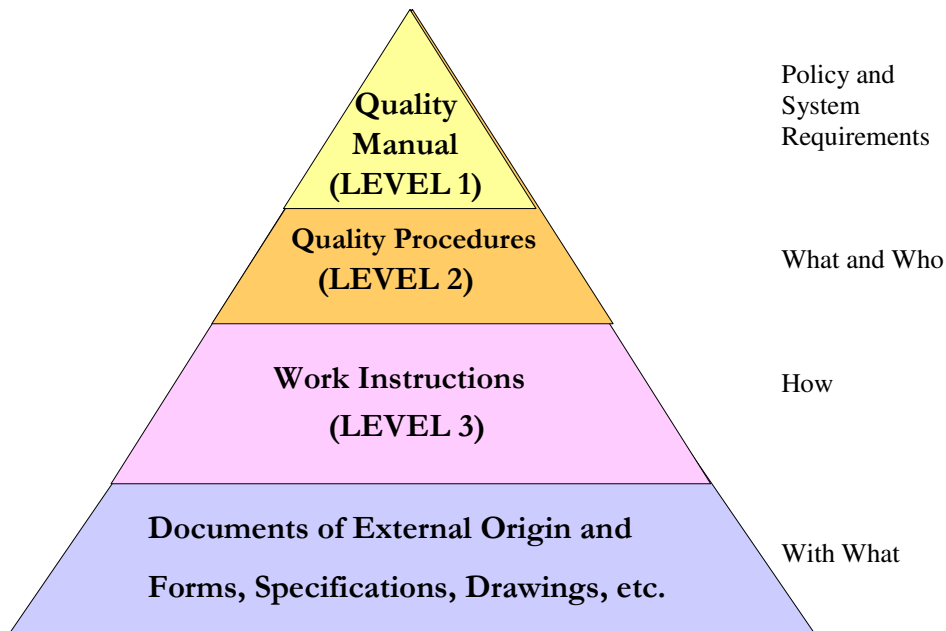 Quality
Manual
(LEVEL 1)
Policy and
System
Requirements
Quality Procedures
(LEVEL 2)
What and Who
Work Instructions
(LEVEL 3)
How
Documents of External Origin and
Forms, Specifications, Drawings, etc.
With What